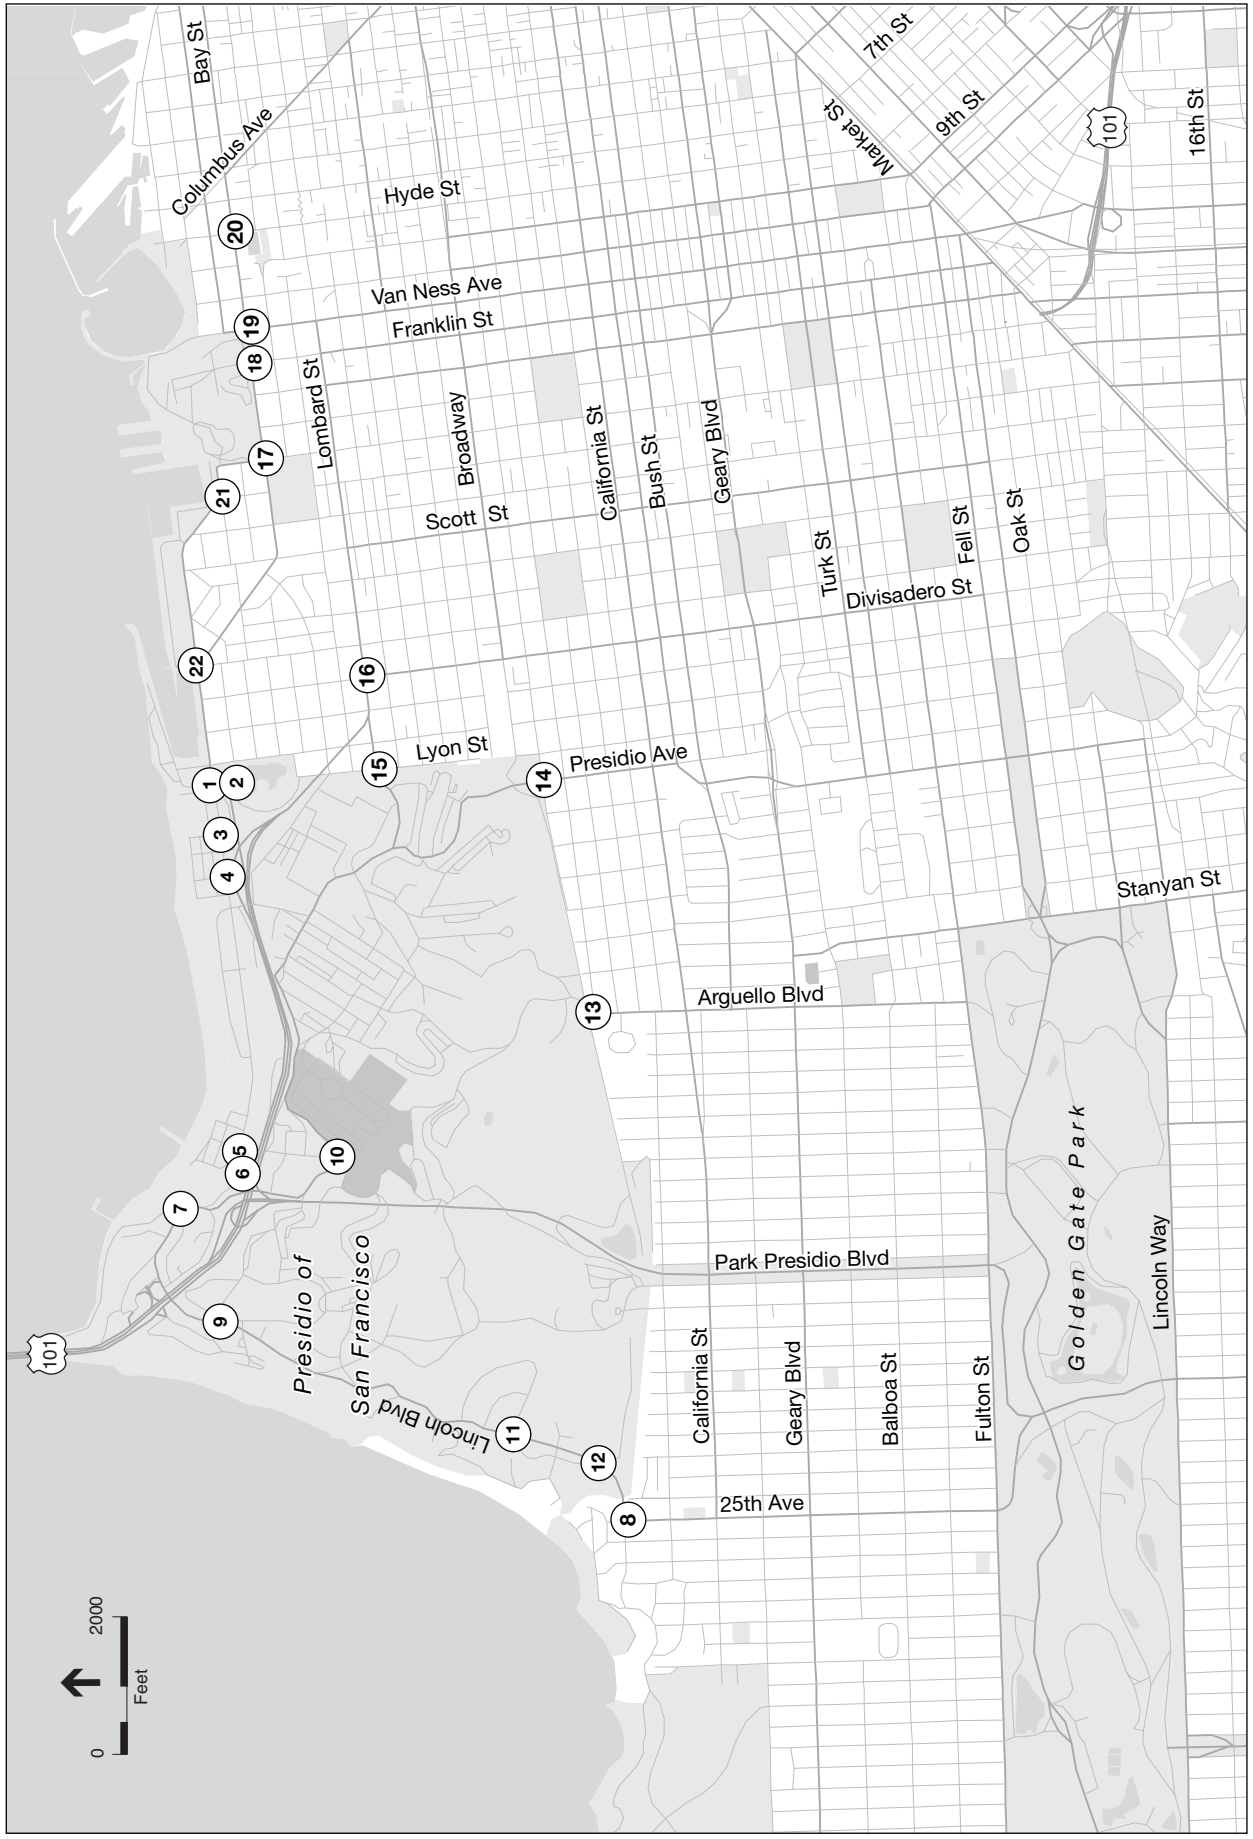 0
2000
Feet
101
Bay St
Columbus Ave
Hyde St
Van Ness Ave
Franklin St
Lombard St
Broadway
Scott St
California St
Bush St
Geary Blvd
Turk St
Divisadero St
Fell St
Oak St
Market St
7th St
9th St
101
16th St
Lyon St
Presidio Ave
Arguello Blvd
Stanyan St
Presidio of
San Francisco
Lincoln Blvd
Park Presidio Blvd
25th Ave
California St
Geary Blvd
Balboa St
Fulton St
Golden Gate Park
Lincoln Way
1
2
3
4
5
6
7
8
9
10
11
12
13
14
15
16
17
18
19
20
21
22